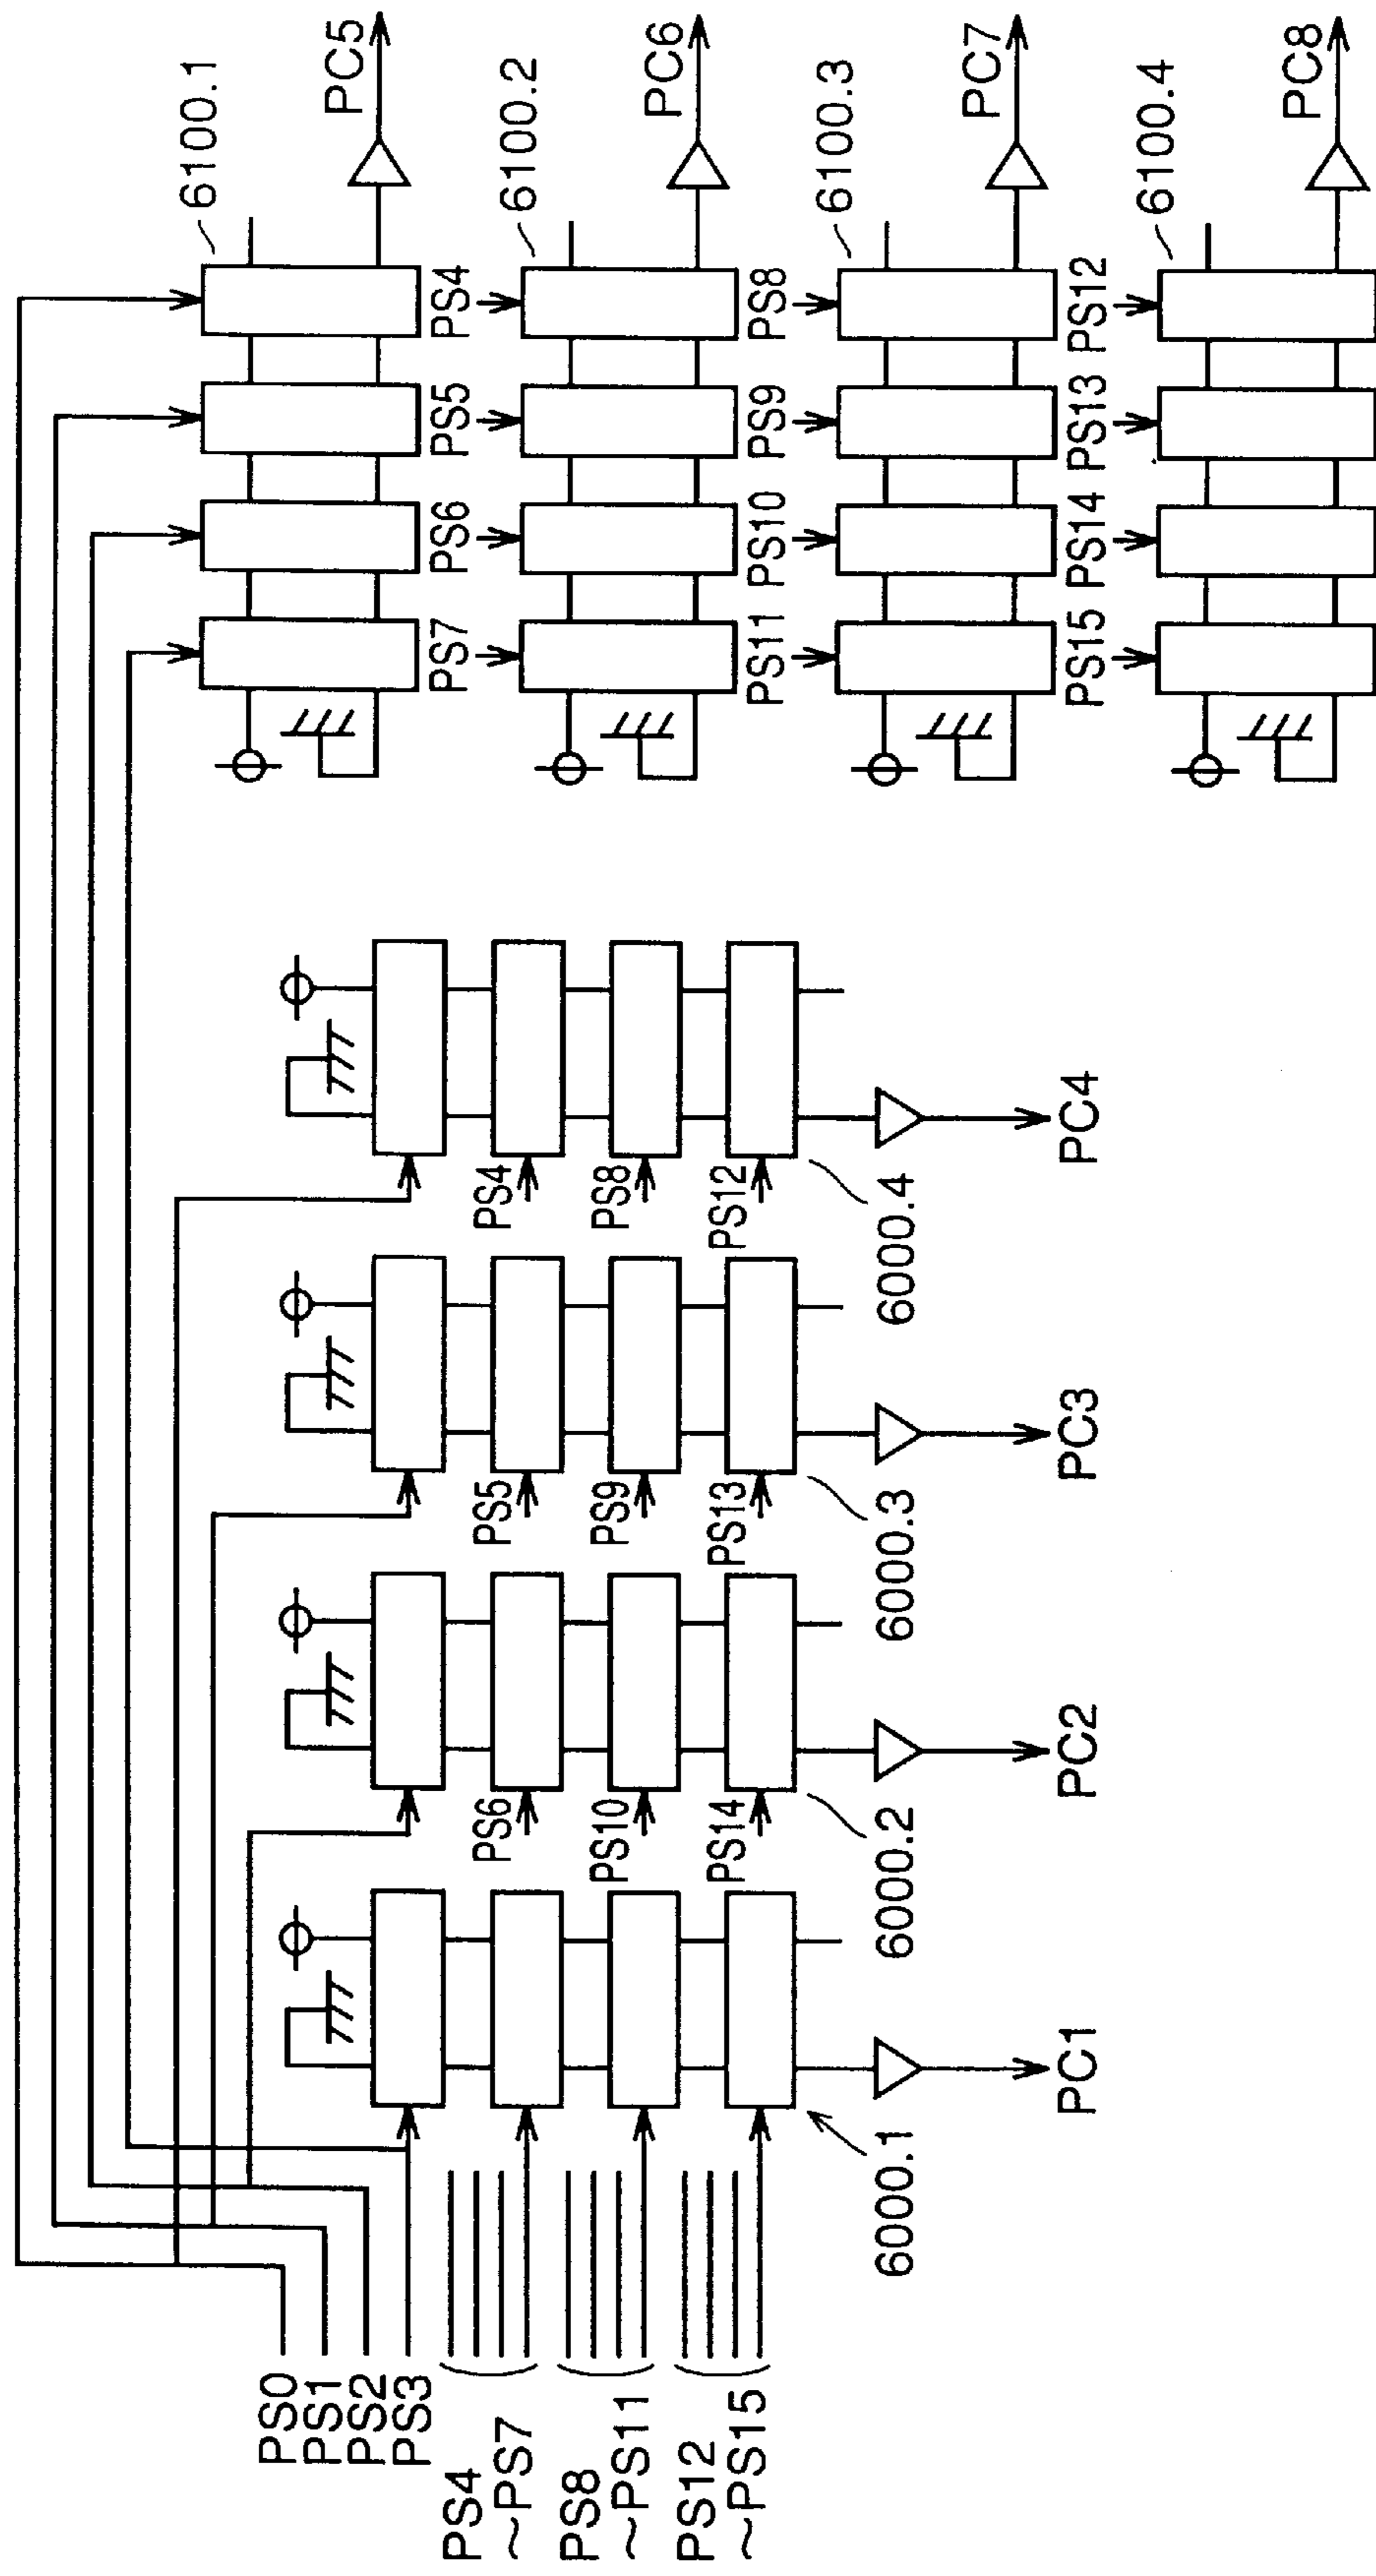 PS0
PS1
PS2
PS3
PS4
~PS7
PS8
~PS11
PS12
~PS15
6000.1
PC1
PS6
PS10
PS14
6000.2
PC2
PS5
PS9
PS13
6000.3
PC3
PS4
PS8
PS12
6000.4
PC4
6100.1
PC5
PS7
PS6
PS5
PS4
6100.2
PC6
PS11
PS10
PS9
PS8
6100.3
PC7
PS15
PS14
PS13
PS12
6100.4
PC8